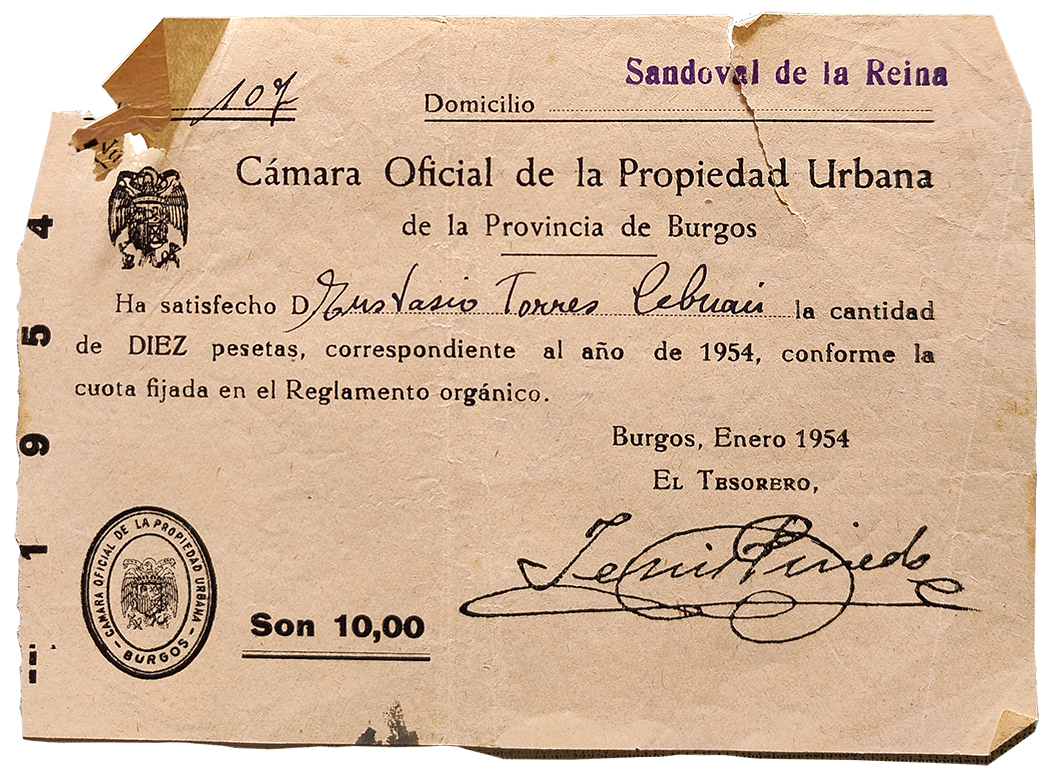 107
Sandoval de la Reina
Domicilio
Cámara Oficial de la Propiedad Urbana
de la Provincia de Burgos
Ha satisfecho D. Eustasio Torres la cantidad
de DIEZ pesetas, correspondiente al año de 1954, conforme la
cuota fijada en el Reglamento orgánico.
Burgos, Enero 1954
EL TESORERO,
CÁMARA OFICIAL DE LA PROPIEDAD URBANA
- BURGOS -
Son 10,00
1954